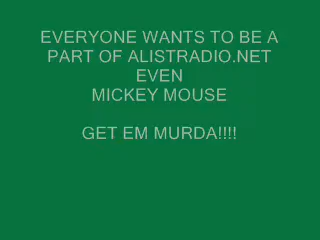 EVERYONE WANTS TO BE A
PART OF ALISTRADIO.NET
EVEN
MICKEY MOUSE
GET EM MURDA!!!!